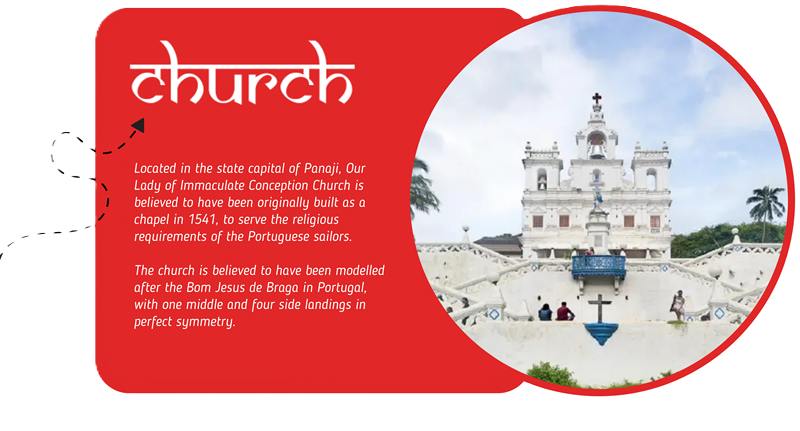 church
Located in the state capital of Panaji, Our
Lady of Immaculate Conception Church is
believed to have been originally built as a
chapel in 1541, to serve the religious
requirements of the Portuguese sailors.
The church is believed to have been modelled
after the Bom Jesus de Braga in Portugal,
with one middle and four side landings in
perfect symmetry.